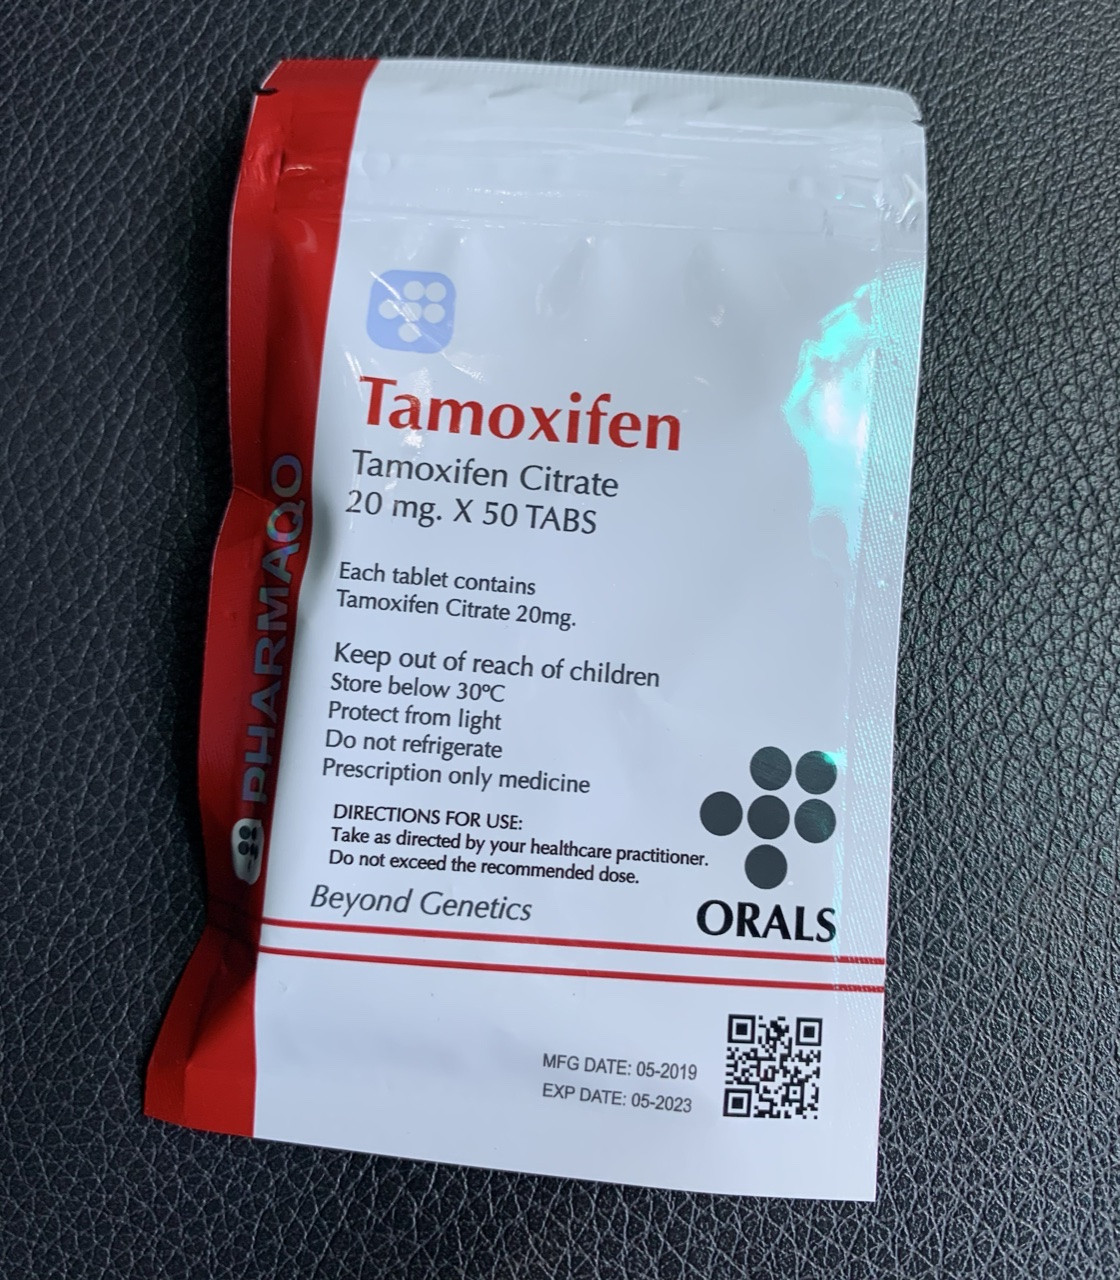 Tamoxifen
Tamoxifen Citrate
20 mg. X 50 TABS
Each tablet contains
Tamoxifen Citrate 20mg.
Keep out of reach of children
Store below 30ºC
Protect from light
Do not refrigerate
Prescription only medicine
DIRECTIONS FOR USE:
Take as directed by your healthcare practitioner.
Do not exceed the recommended dose.
Beyond Genetics
ORALS
MFG DATE: 05-2019
EXP DATE: 05-2023
PHARMAQO